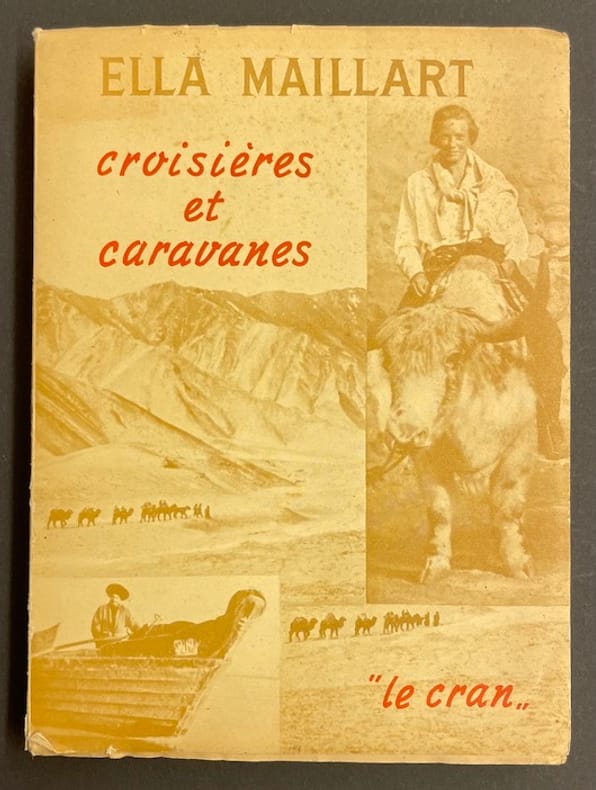 ELLA MAILLART
croisières
et
caravanes
"le cran„